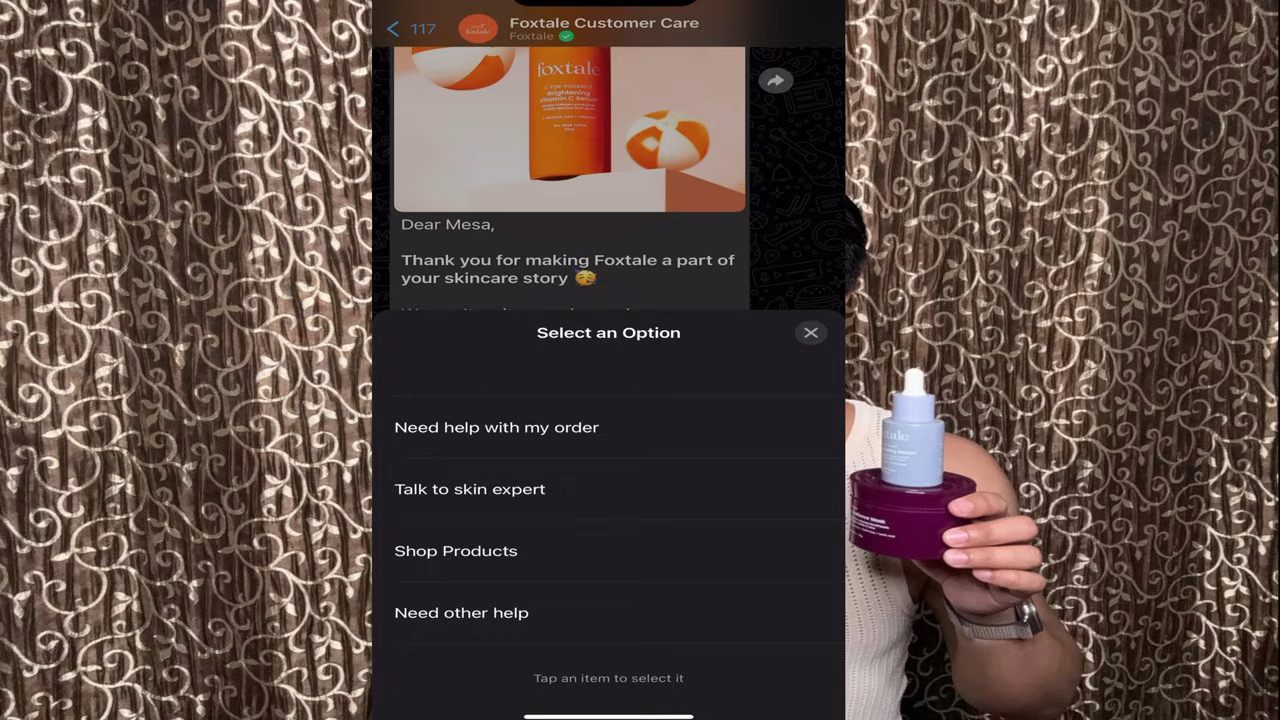 117
Foxtale Customer Care
Foxtale
foxtale
C FOR YOURSELF
Brightening
Vitamin C Serum
Dear Mesa,
Thank you for making Foxtale a part of
your skincare story
Select an Option
Need help with my order
Talk to skin expert
Shop Products
Need other help
Tap an item to select it